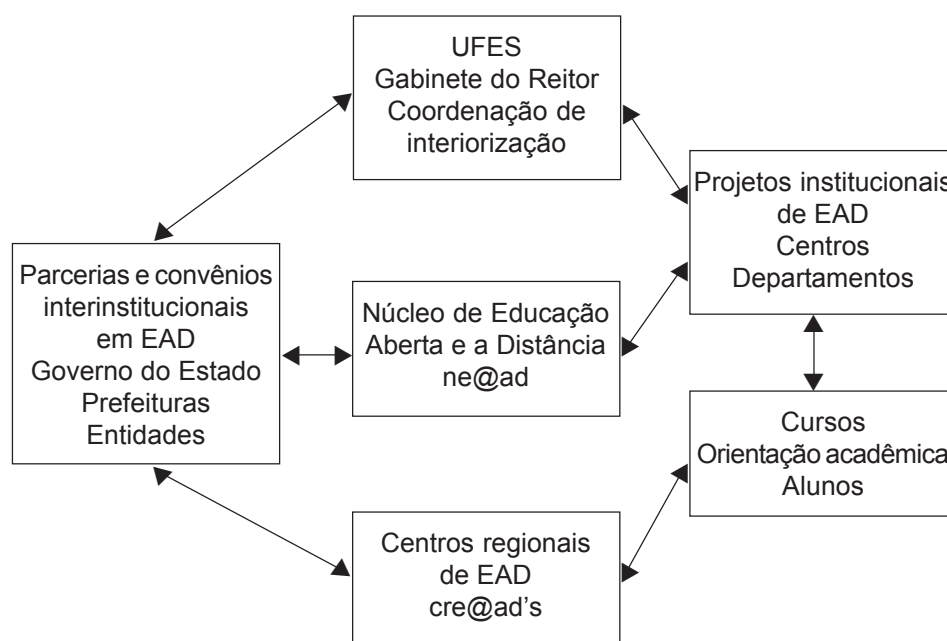 UFES
Gabinete do Reitor
Coordenação de
interiorização
Projetos institucionais
de EAD
Centros
Departamentos
Parcerias e convênios
interinstitucionais
em EAD
Governo do Estado
Prefeituras
Entidades
Núcleo de Educação
Aberta e a Distância
ne@ad
Cursos
Orientação acadêmica
Alunos
Centros regionais
de EAD
cre@ad’s